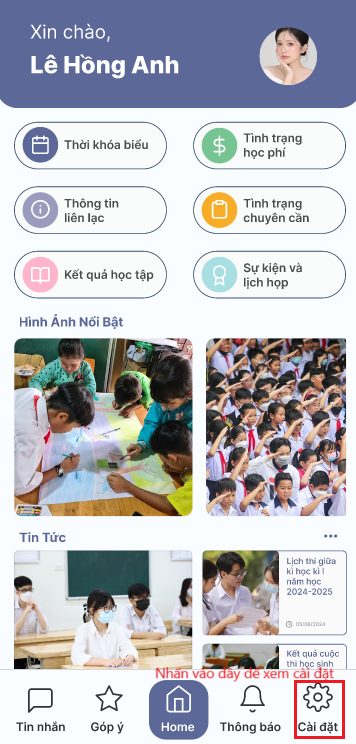 Xin chào,
Lê Hồng Anh
Thời khóa biểu
Tình trạng
học phí
Thông tin
liên lạc
Tình trạng
chuyên cần
Kết quả học tập
Sự kiện và
lịch họp
Hình Ảnh Nổi Bật
Tin Tức
Lịch thi giữa
kì học kì I
năm học
2024-2025
05/08/2024
Kết quả cuộc
thi học sinh
Nhấn vào đây để xem cài đặt
Tin nhắn
Góp ý
Home
Thông báo
Cài đặt